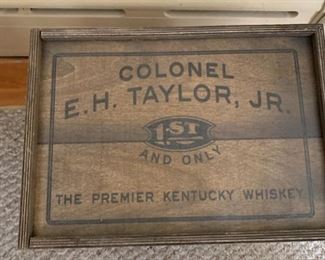 COLONEL
E.H. TAYLOR, JR.
1ST
AND ONLY
THE PREMIER KENTUCKY WHISKEY